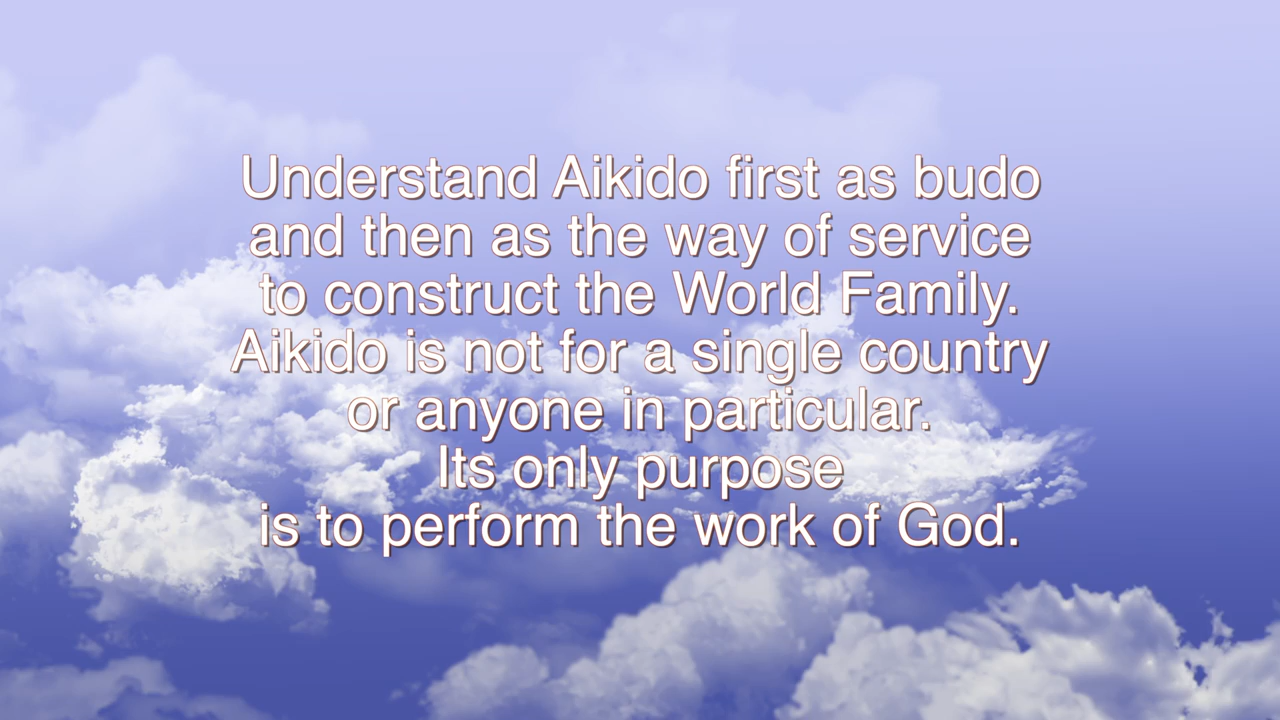 Understand Aikido first as budo
and then as the way of service
to construct the World Family.
Aikido is not for a single country
or anyone in particular.
Its only purpose
is to perform the work of God.